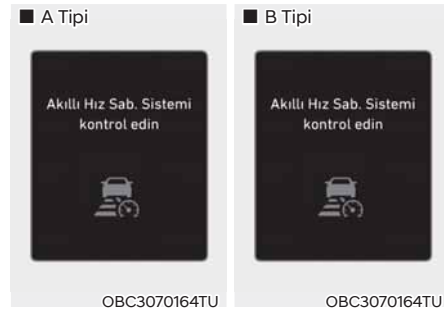 ■ A Tipi
Akıllı Hız Sab. Sistemi
kontrol edin
OBC3070164TU
■ B Tipi
Akıllı Hız Sab. Sistemi
kontrol edin
OBC3070164TU